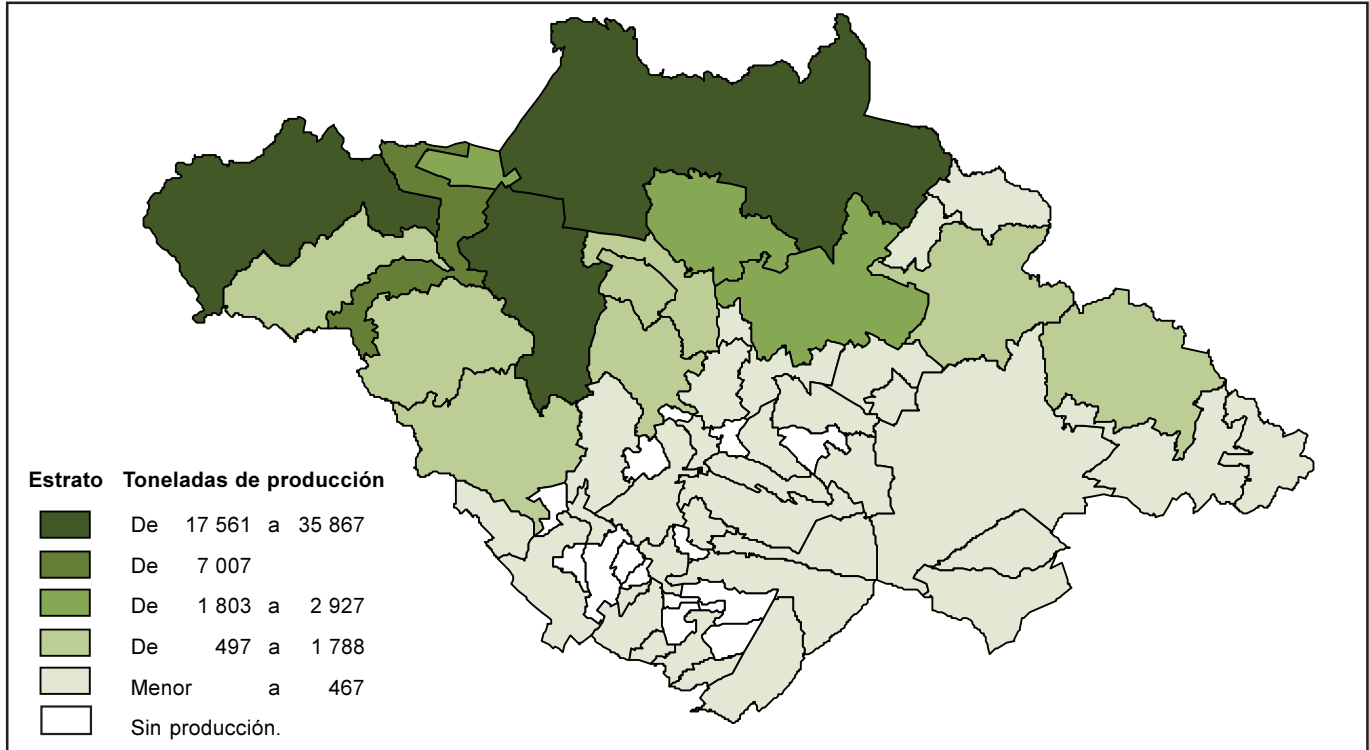 Estrato Toneladas de producción
De 17 561 a 35 867
De 7 007
De 1 803 a 2 927
De 497 a 1 788
Menor a 467
Sin producción.